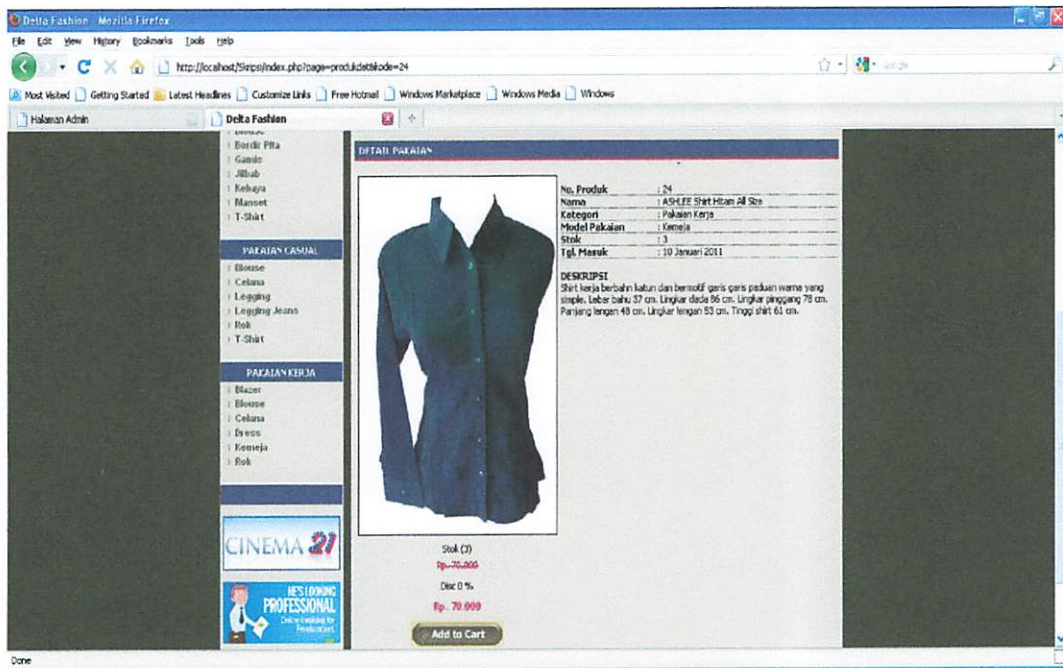 Delta Fashion - Mozilla Firefox
File Edit View History Bookmarks Tools Help
http://localhost/Skripsi/index.php?page=produkdet&kode=24
Google
Most Visited Getting Started Latest Headlines Customize Links Free Hotmail Windows Marketplace Windows Media Windows
Halaman Admin Delta Fashion
Bordir Pita
Gamis
Jilbab
Kebaya
Manset
T-Shirt
PAKAIAN CASUAL
Blouse
Celana
Legging
Legging Jeans
Rok
T-Shirt
PAKAIAN KERJA
Blazer
Blouse
Celana
Dress
Kemeja
Rok
CINEMA 21
HE'S LOOKING
PROFESSIONAL
Online Invoicing for
Freelancers
DETAIL PAKAIAN
No. Produk : 24
Nama : ASHLEE Shirt Hitam All Size
Kategori : Pakaian Kerja
Model Pakaian : Kemeja
Stok : 3
Tgl. Masuk : 10 Januari 2011
DESKRIPSI
Shirt kerja berbahn katun dan bermotif garis garis paduan warna yang
simple. Lebar bahu 37 cm. Lingkar dada 86 cm. Lingkar pinggang 78 cm.
Panjang lengan 48 cm. Lingkar lengan 53 cm. Tinggi shirt 61 cm.
Stok (3)
Rp. 70.000
Disc 0 %
Rp. 70.000
Add to Cart
Done